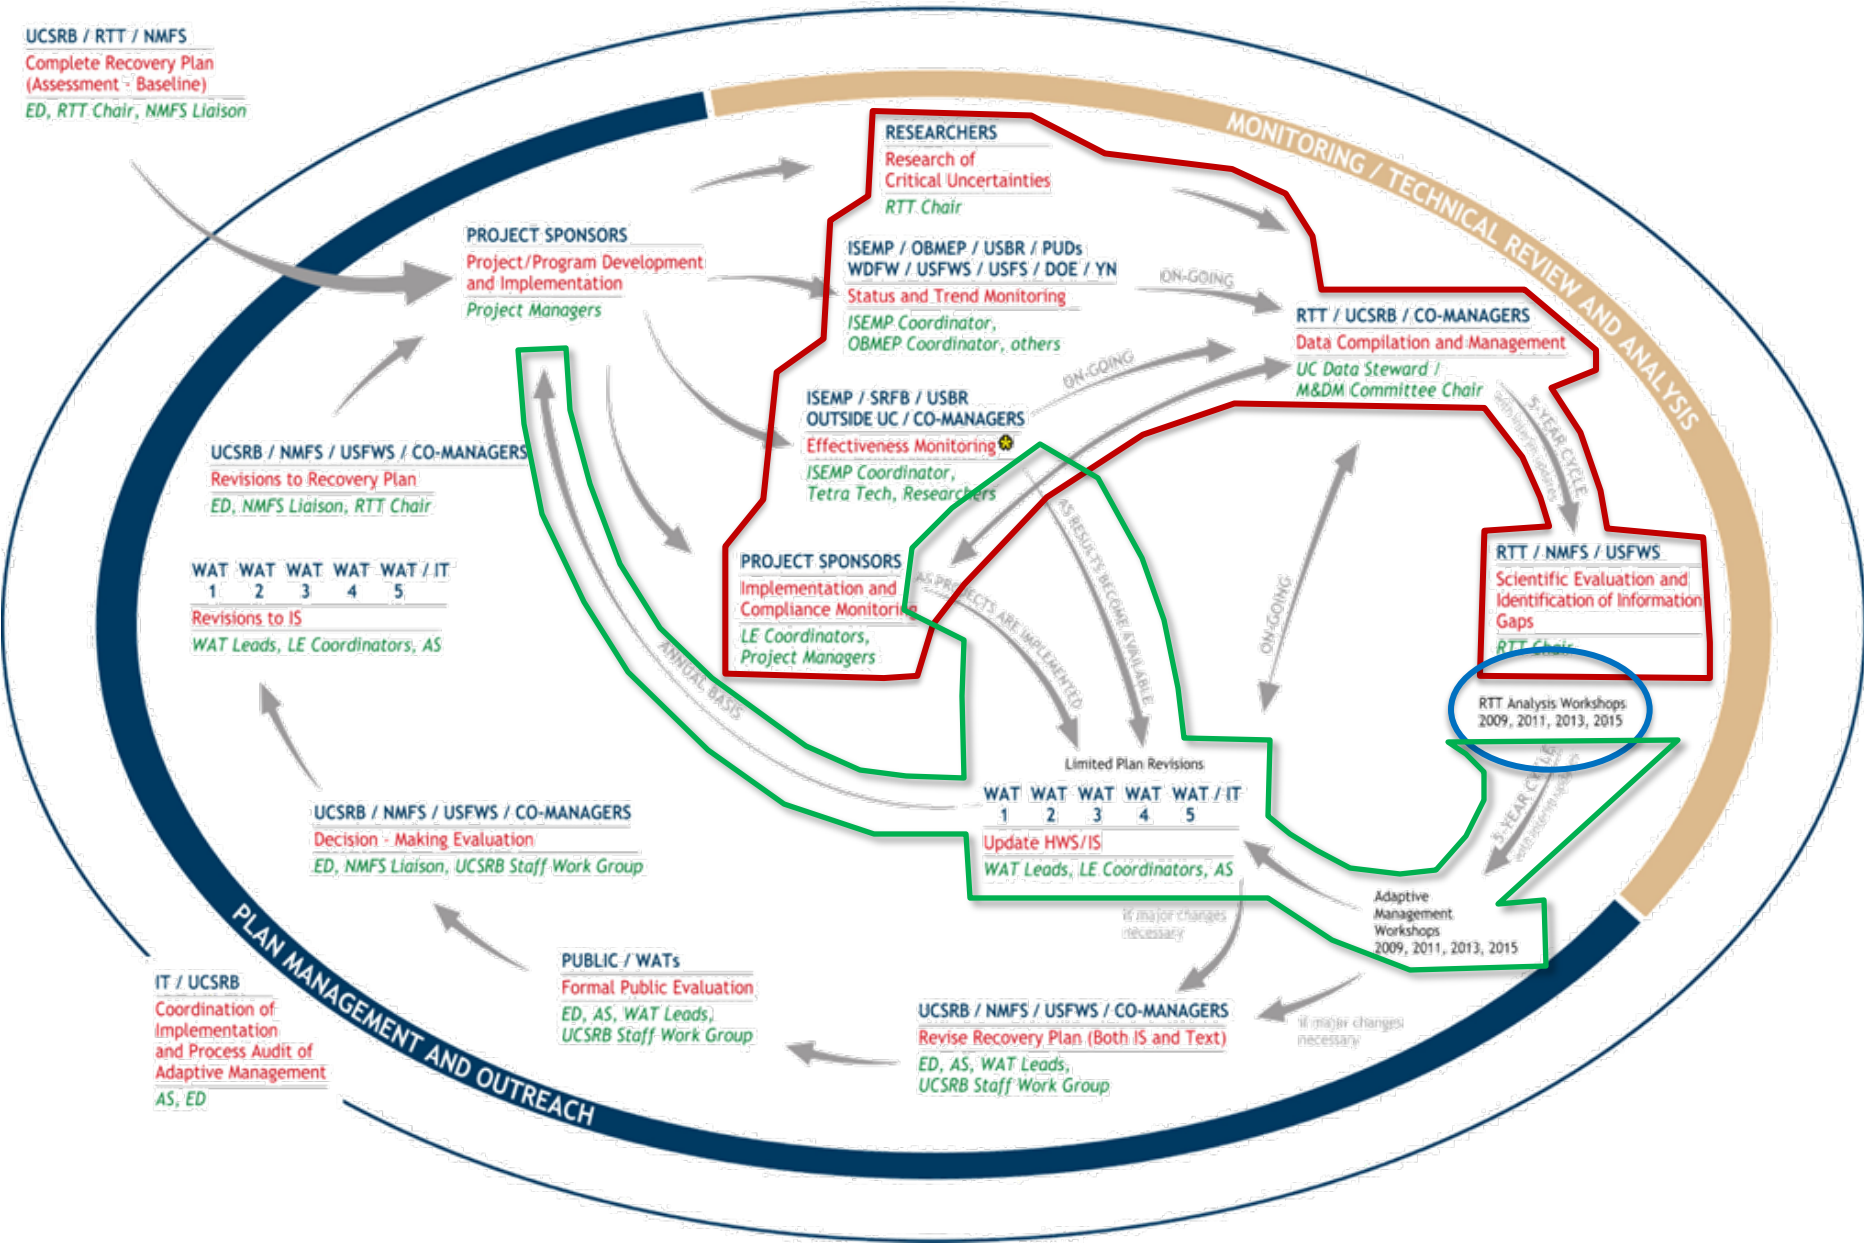 UCSRB / RTT / NMFS
Complete Recovery Plan
(Assessment - Baseline)
ED, RTT Chair, NMFS Liaison
MONITORING / TECHNICAL REVIEW AND ANALYSIS
RESEARCHERS
Research of
Critical Uncertainties
RTT Chair
PROJECT SPONSORS
Project/Program Development
and Implementation
Project Managers
ISEMP / OBMEP / USBR / PUDs
WDFW / USFWS / USFS / DOE / YN
Status and Trend Monitoring
ISEMP Coordinator,
OBMEP Coordinator, others
ON-GOING
RTT / UCSRB / CO-MANAGERS
Data Compilation and Management
UC Data Steward /
M&DM Committee Chair
ON-GOING
ISEMP / SRFB / USBR
OUTSIDE UC / CO-MANAGERS
Effectiveness Monitoring
ISEMP Coordinator,
Tetra Tech, Researchers
5-YEAR CYCLE
with interim updates
UCSRB / NMFS / USFWS / CO-MANAGERS
Revisions to Recovery Plan
ED, NMFS Liaison, RTT Chair
PROJECT SPONSORS
Implementation and
Compliance Monitoring
LE Coordinators,
Project Managers
AS PROJECTS ARE IMPLEMENTED
AS RESULTS BECOME AVAILABLE
ON-GOING
RTT / NMFS / USFWS
Scientific Evaluation and
Identification of Information
Gaps
RTT Chair
WAT WAT WAT WAT WAT / IT
1 2 3 4 5
Revisions to IS
WAT Leads, LE Coordinators, AS
ANNUAL BASIS
RTT Analysis Workshops
2009, 2011, 2013, 2015
5-YEAR CYCLE
Limited Plan Revisions
WAT WAT WAT WAT WAT / IT
1 2 3 4 5
Update HWS/IS
WAT Leads, LE Coordinators, AS
UCSRB / NMFS / USFWS / CO-MANAGERS
Decision - Making Evaluation
ED, NMFS Liaison, UCSRB Staff Work Group
if major changes
necessary
Adaptive
Management
Workshops
2009, 2011, 2013, 2015
PLAN MANAGEMENT AND OUTREACH
PUBLIC / WATs
Formal Public Evaluation
ED, AS, WAT Leads,
UCSRB Staff Work Group
UCSRB / NMFS / USFWS / CO-MANAGERS
Revise Recovery Plan (Both IS and Text)
ED, AS, WAT Leads,
UCSRB Staff Work Group
if major changes
necessary
IT / UCSRB
Coordination of
Implementation
and Process Audit of
Adaptive Management
AS, ED